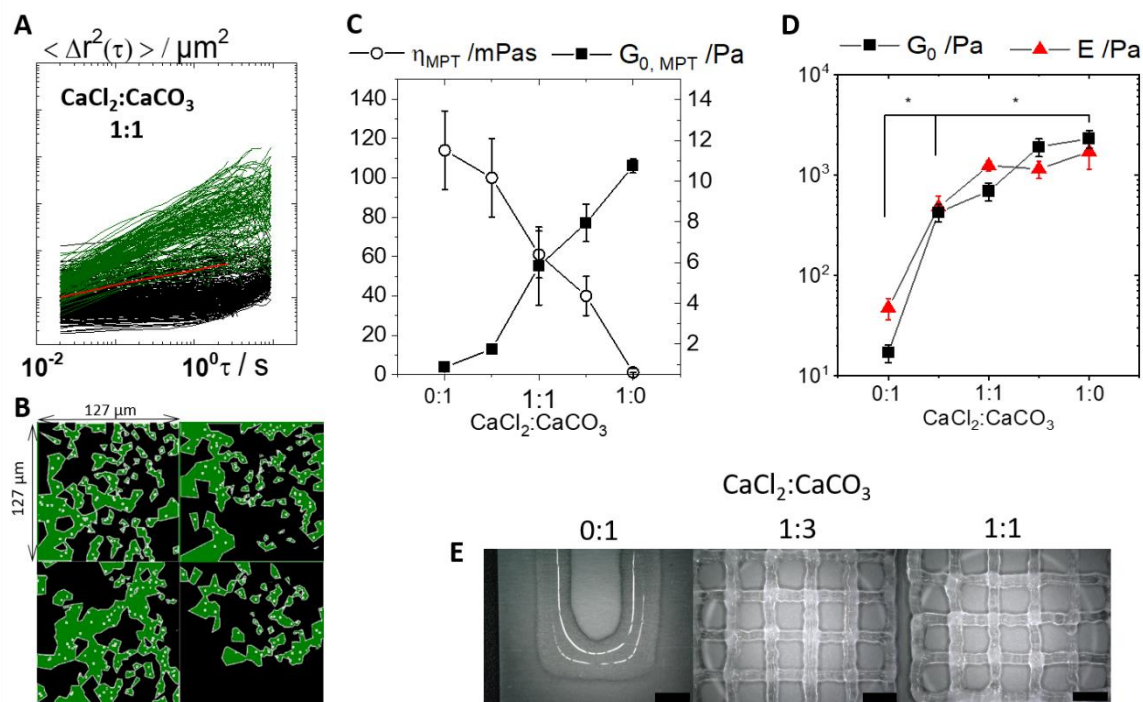 A
< Δr²(τ) > / μm²
CaCl₂:CaCO₃
1:1
10⁻² 10⁰ τ / s
B
127 μm
127 μm
C
η_MPT /mPas G₀, MPT /Pa
140 14
120 12
100 10
80 8
60 6
40 4
20 2
0
0:1 1:1 1:0
CaCl₂:CaCO₃
D
G₀ /Pa E /Pa
10⁴
* *
10³
10²
10¹
0:1 1:1 1:0
CaCl₂:CaCO₃
CaCl₂:CaCO₃
0:1 1:3 1:1
E